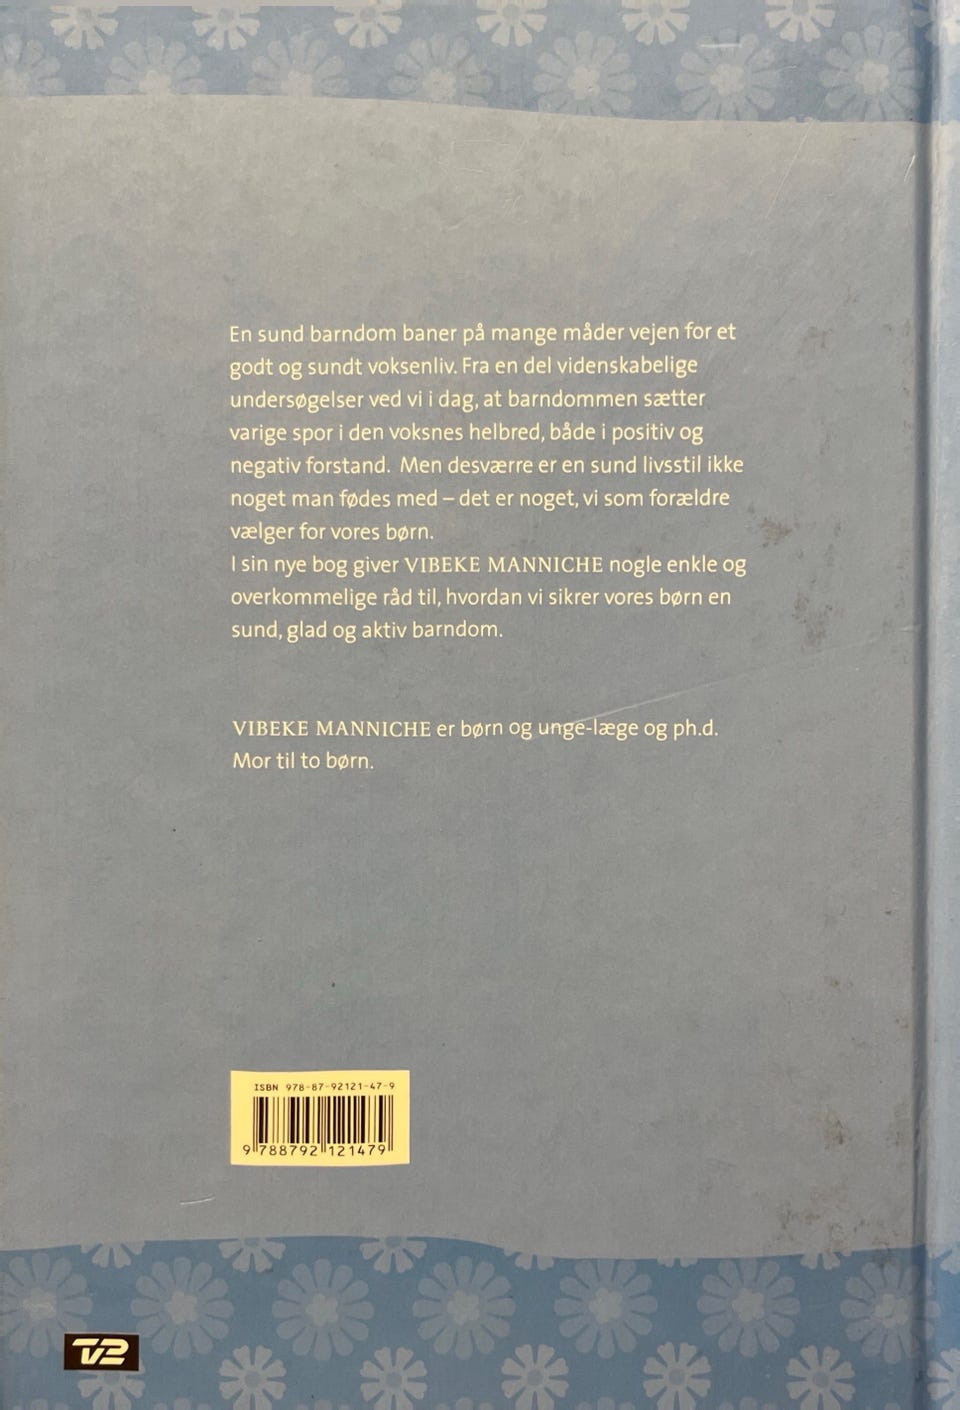 En sund barndom baner på mange måder vejen for et
godt og sundt voksenliv. Fra en del videnskabelige
undersøgelser ved vi i dag, at barndommen sætter
varige spor i den voksnes helbred, både i positiv og
negativ forstand. Men desværre er en sund livsstil ikke
noget man fødes med – det er noget, vi som forældre
vælger for vores børn.
I sin nye bog giver VIBEKE MANNICHE nogle enkle og
overkommelige råd til, hvordan vi sikrer vores børn en
sund, glad og aktiv barndom.
VIBEKE MANNICHE er børn og unge-læge og ph.d.
Mor til to børn.
ISBN 978-87-92121-47-9
9 788792 121479
TV2